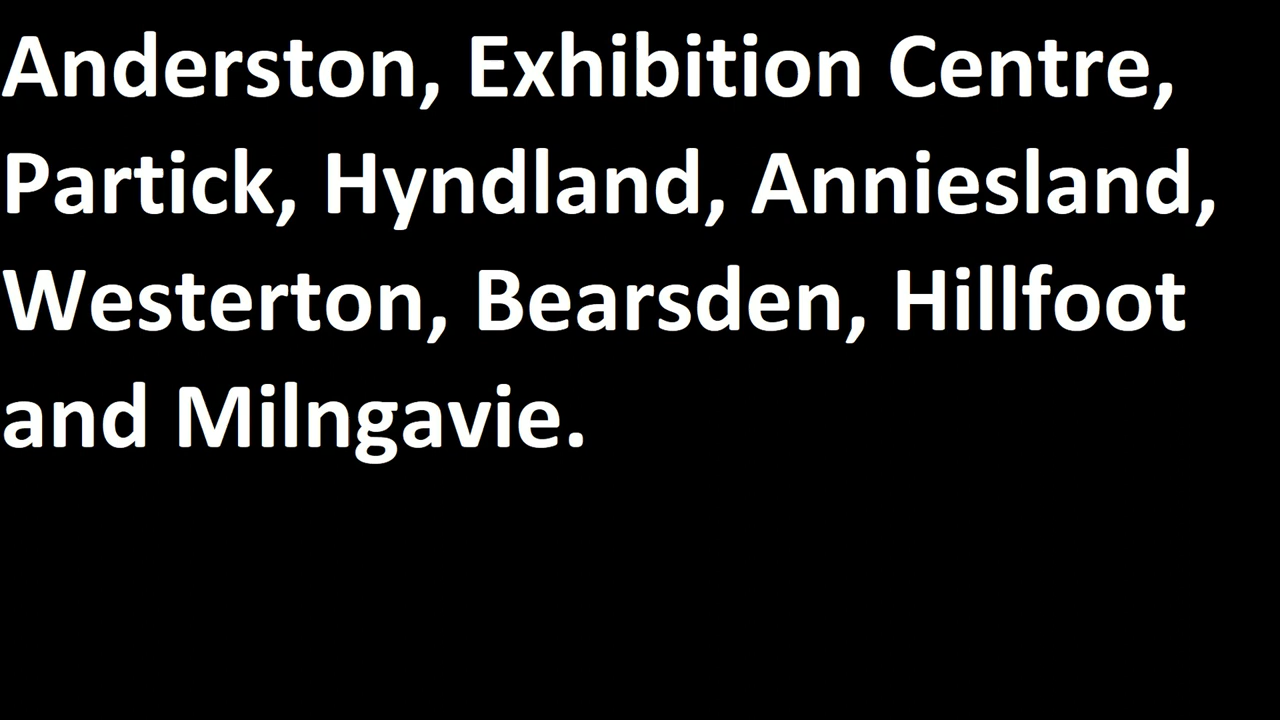 Anderston, Exhibition Centre,
Partick, Hyndland, Anniesland,
Westerton, Bearsden, Hillfoot
and Milngavie.